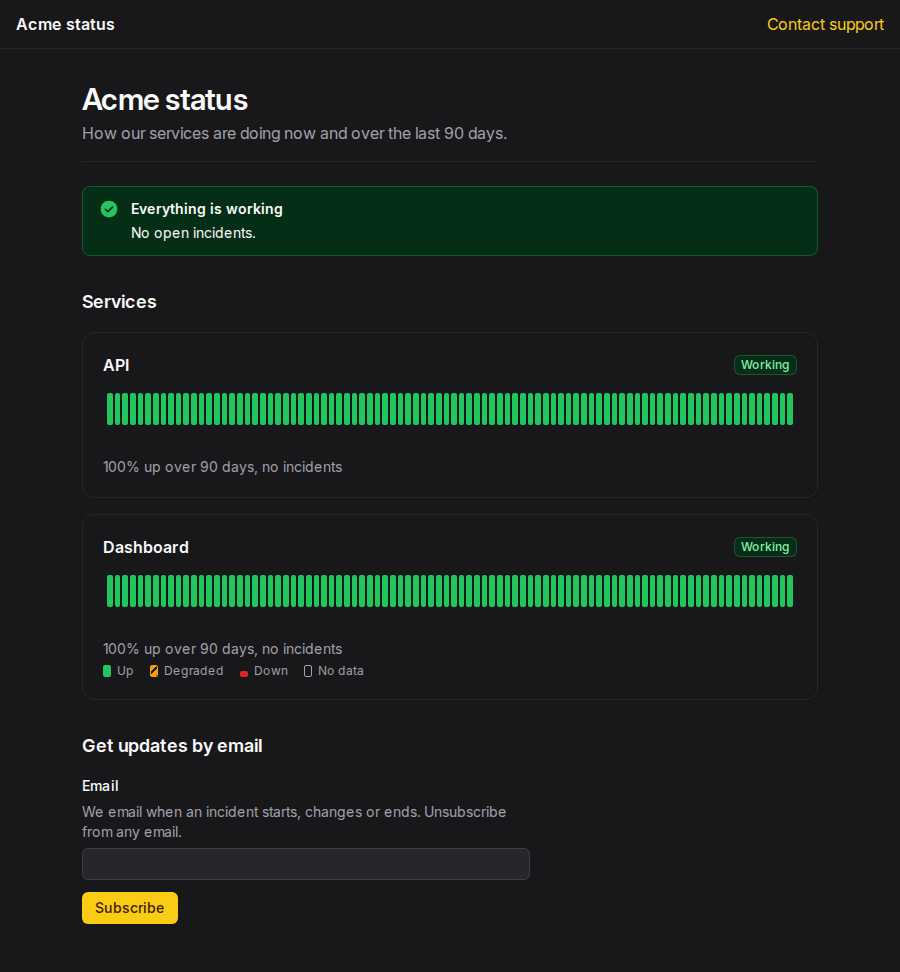 Acme status
Contact support
Acme status
How our services are doing now and over the last 90 days.
Everything is working
No open incidents.
Services
API
Working
100% up over 90 days, no incidents
Dashboard
Working
100% up over 90 days, no incidents
Up
Degraded
Down
No data
Get updates by email
Email
We email when an incident starts, changes or ends. Unsubscribe
from any email.
Subscribe